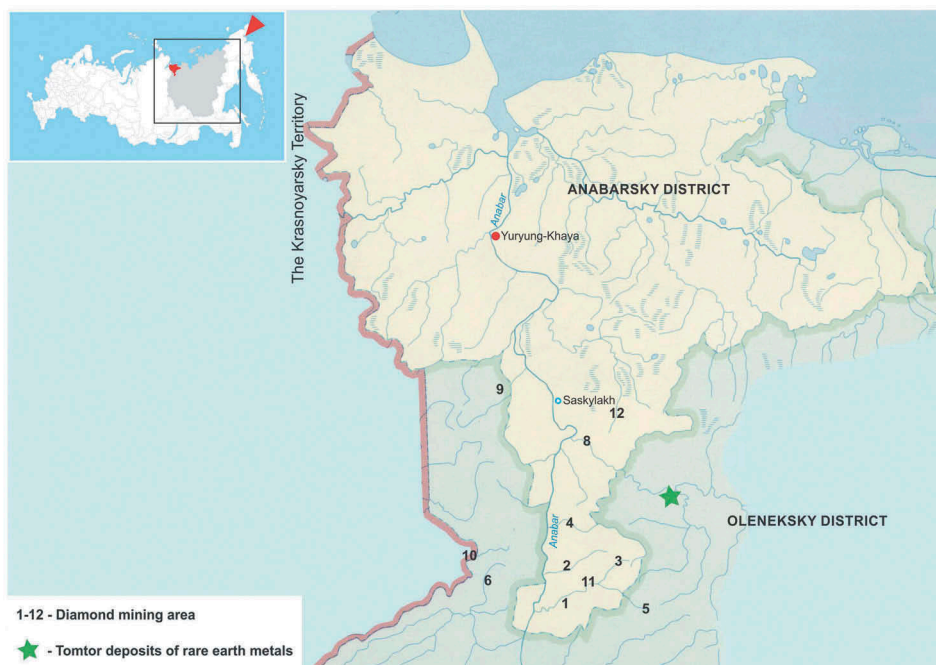 The Krasnoyarsky Territory
ANABARSKY DISTRICT
Anabar
Yuryung-Khaya
9
Saskylakh
12
8
OLENEKSKY DISTRICT
4
Anabar
10
2
3
6
11
1
5
1-12 - Diamond mining area
- Tomtor deposits of rare earth metals